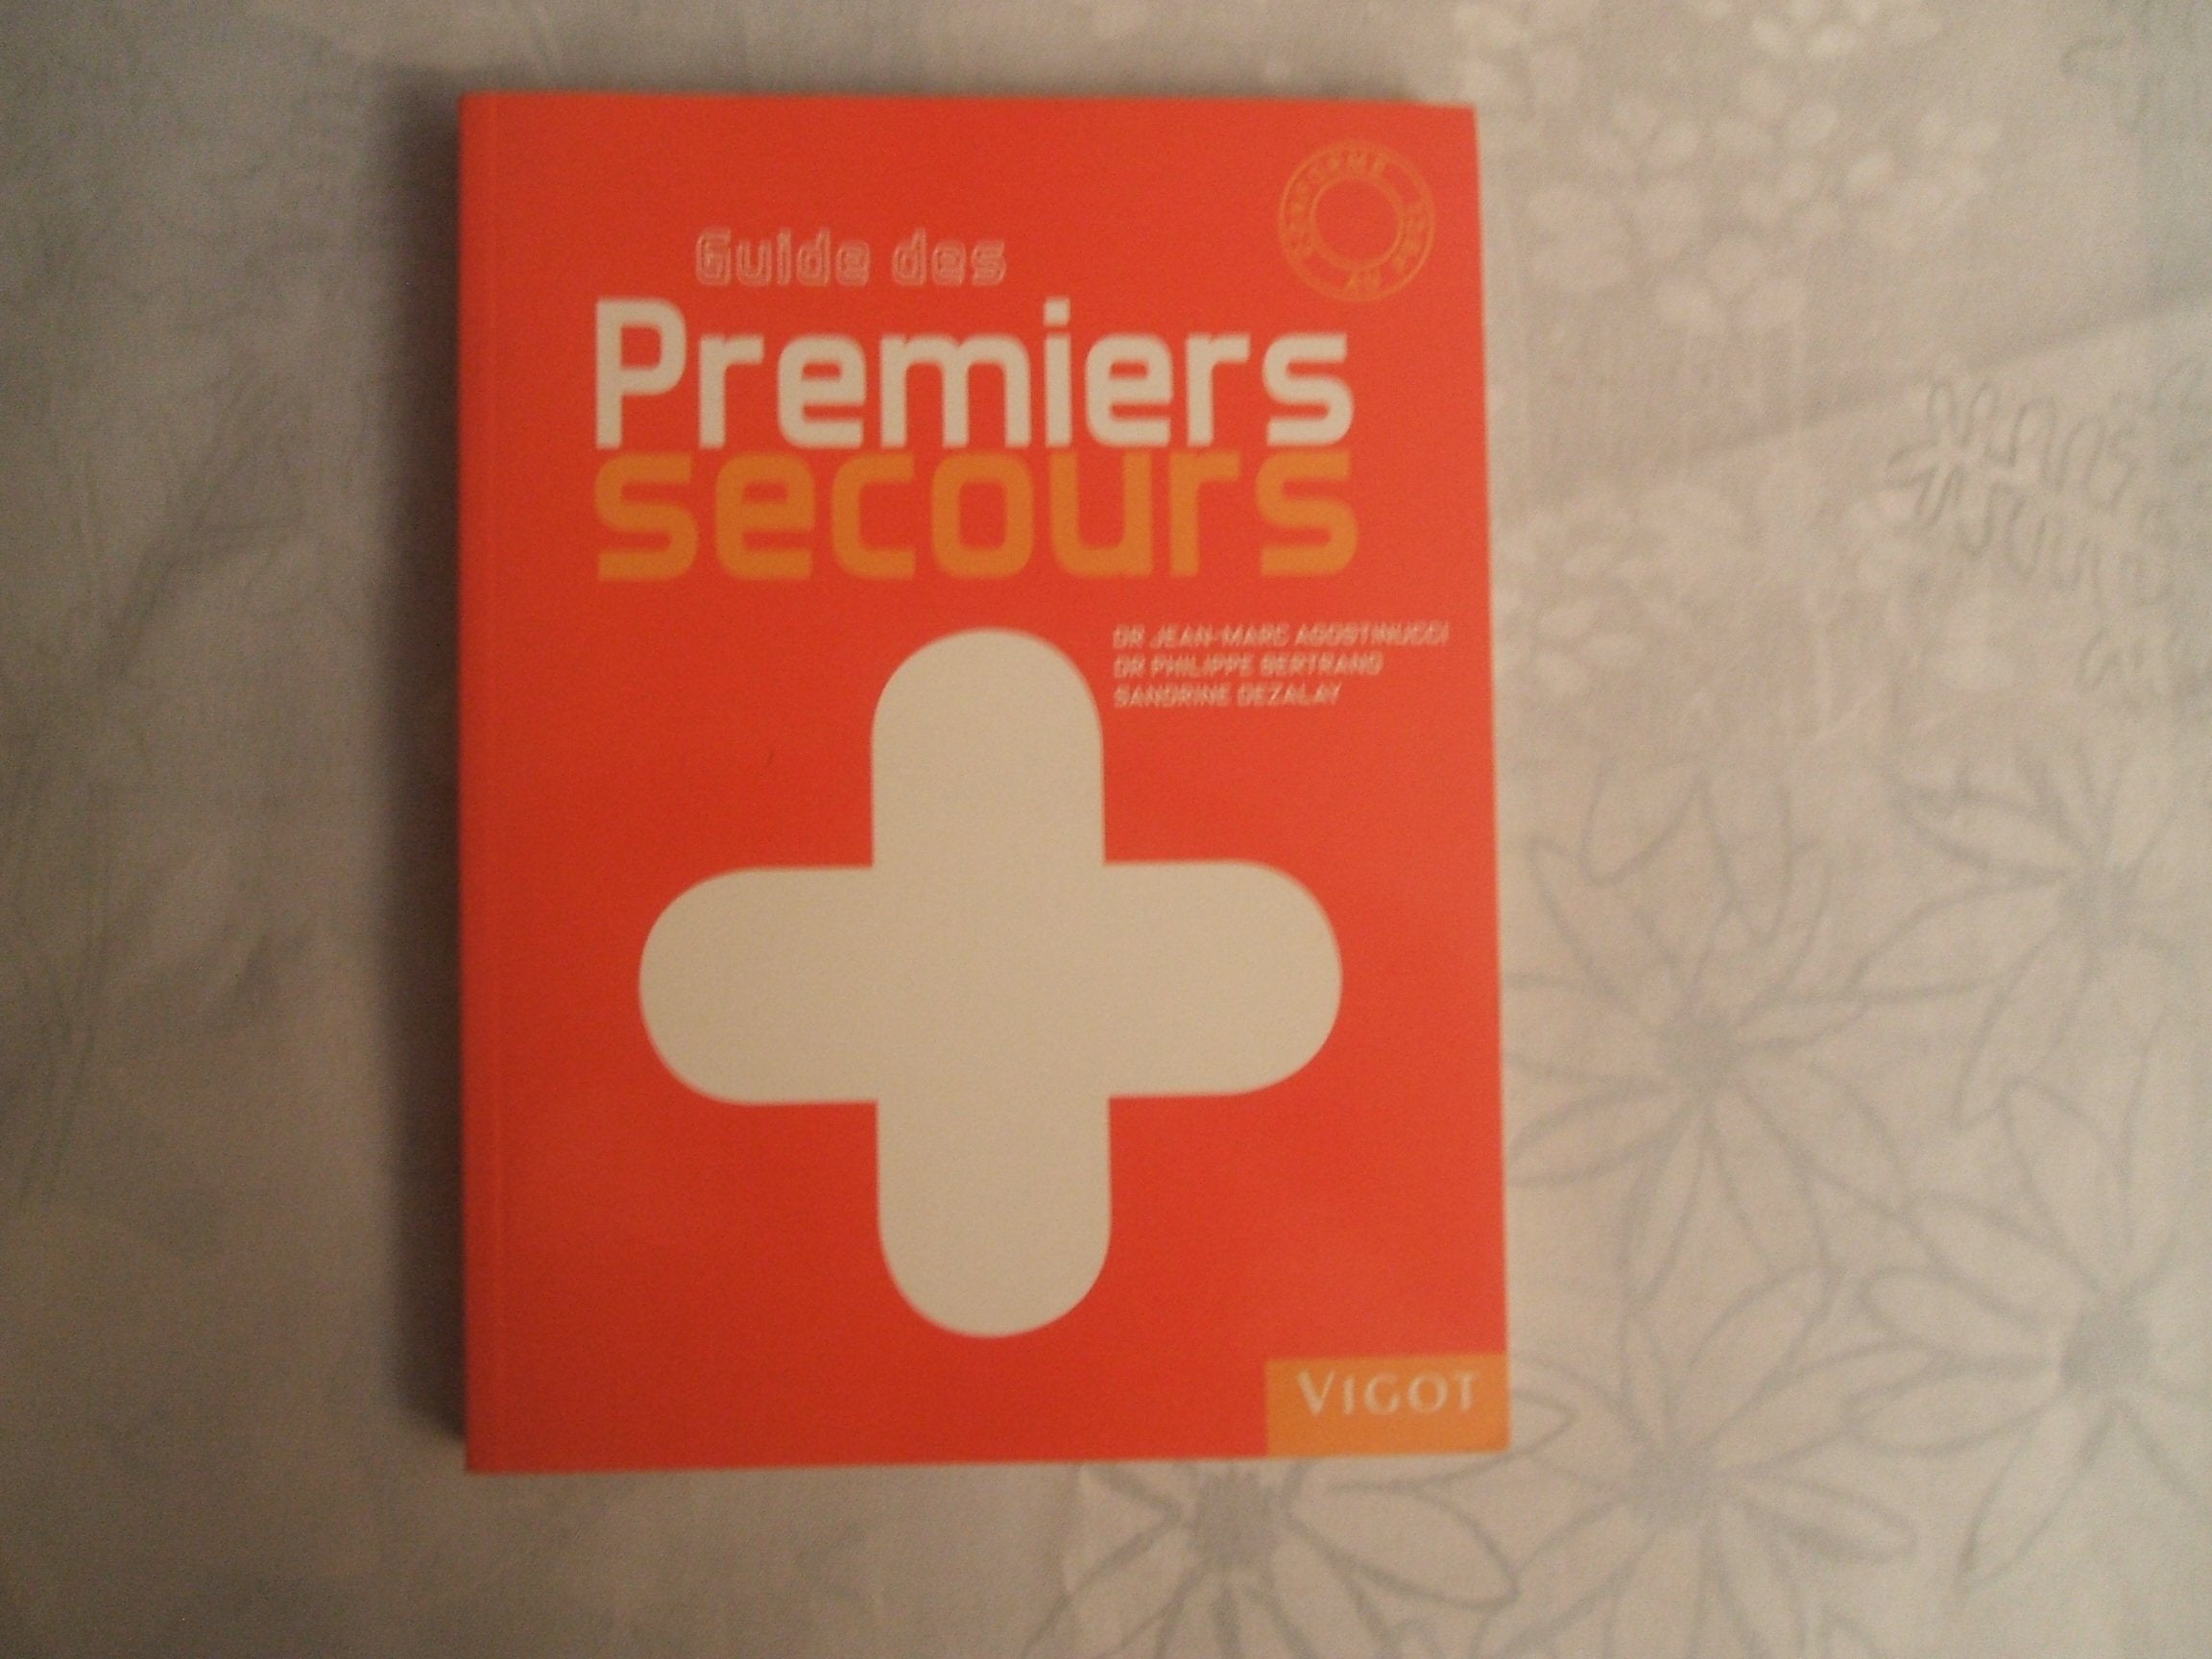 Guide des
Premiers
secours
DR JEAN-MARC AGOSTINUCCI
DR PHILIPPE BERTRAND
SANDRINE DEZALAY
VIGOT